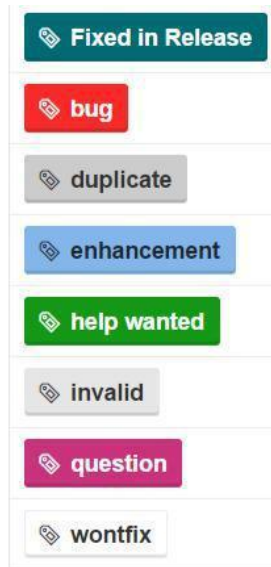 Fixed in Release
bug
duplicate
enhancement
help wanted
invalid
question
wontfix